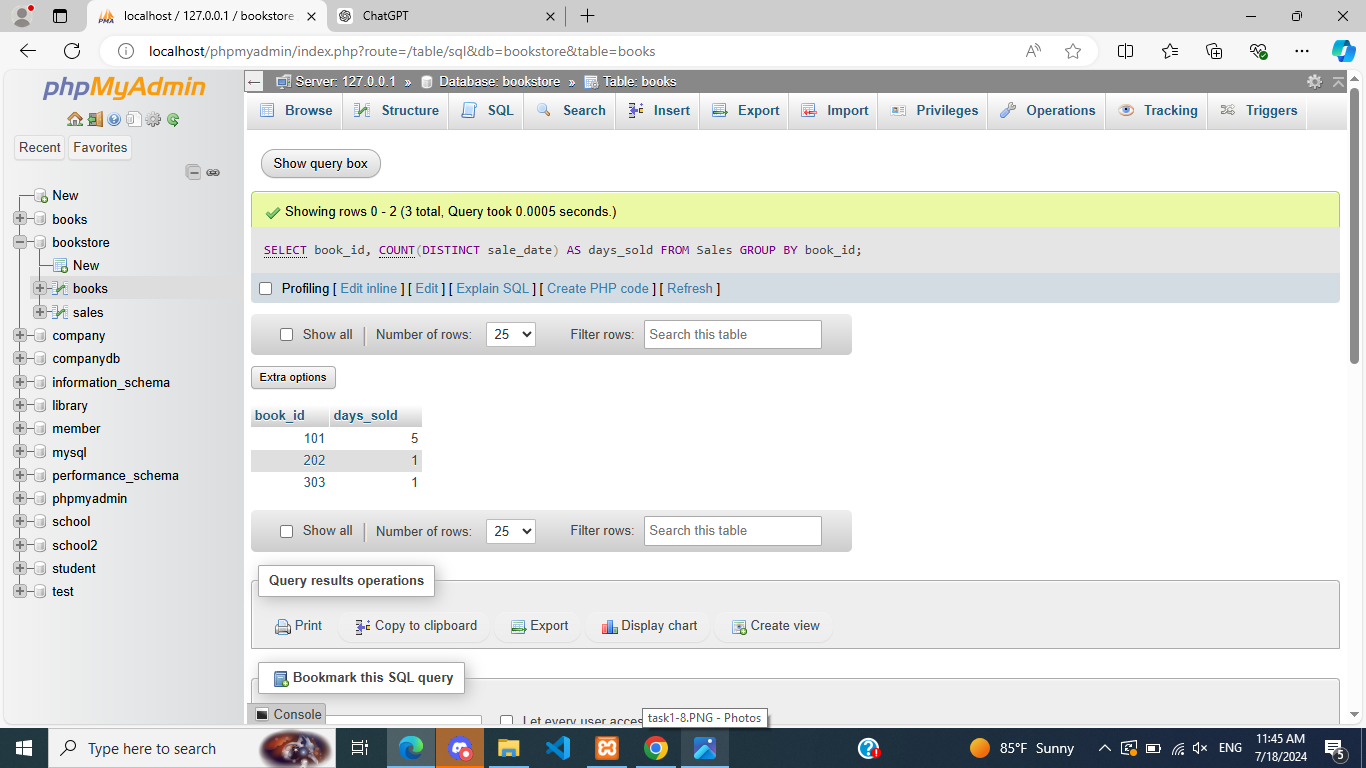 localhost / 127.0.0.1 / bookstore
ChatGPT
localhost/phpmyadmin/index.php?route=/table/sql&db=bookstore&table=books
phpMyAdmin
Recent Favorites
New
books
bookstore
New
books
sales
company
companydb
information_schema
library
member
mysql
performance_schema
phpmyadmin
school
school2
student
test
Server: 127.0.0.1 » Database: bookstore » Table: books
Browse Structure SQL Search Insert Export Import Privileges Operations Tracking Triggers
Show query box
Showing rows 0 - 2 (3 total, Query took 0.0005 seconds.)
SELECT book_id, COUNT(DISTINCT sale_date) AS days_sold FROM Sales GROUP BY book_id;
Profiling [ Edit inline ] [ Edit ] [ Explain SQL ] [ Create PHP code ] [ Refresh ]
Show all | Number of rows: 25 Filter rows: Search this table
Extra options
book_id days_sold
101 5
202 1
303 1
Show all | Number of rows: 25 Filter rows: Search this table
Query results operations
Print Copy to clipboard Export Display chart Create view
Bookmark this SQL query
Console
Let every user acces
task1-8.PNG - Photos
Type here to search
85°F Sunny
ENG
11:45 AM
7/18/2024
5